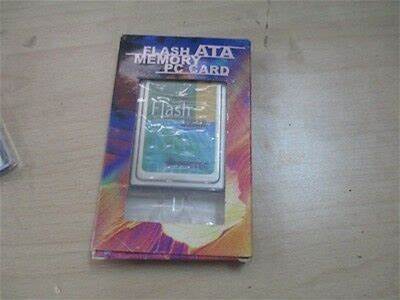 FLASH ATA
MEMORY
PC CARD
Flash